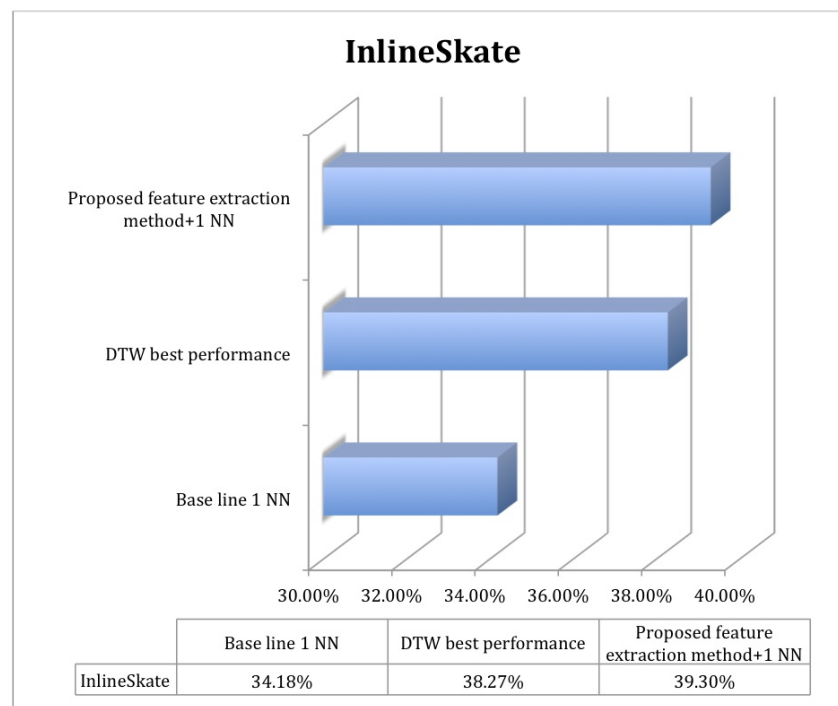 InlineSkate
Proposed feature extraction
method+1 NN
DTW best performance
Base line 1 NN
30.00% 32.00% 34.00% 36.00% 38.00% 40.00%
Base line 1 NN DTW best performance Proposed feature
extraction method+1 NN
InlineSkate 34.18% 38.27% 39.30%